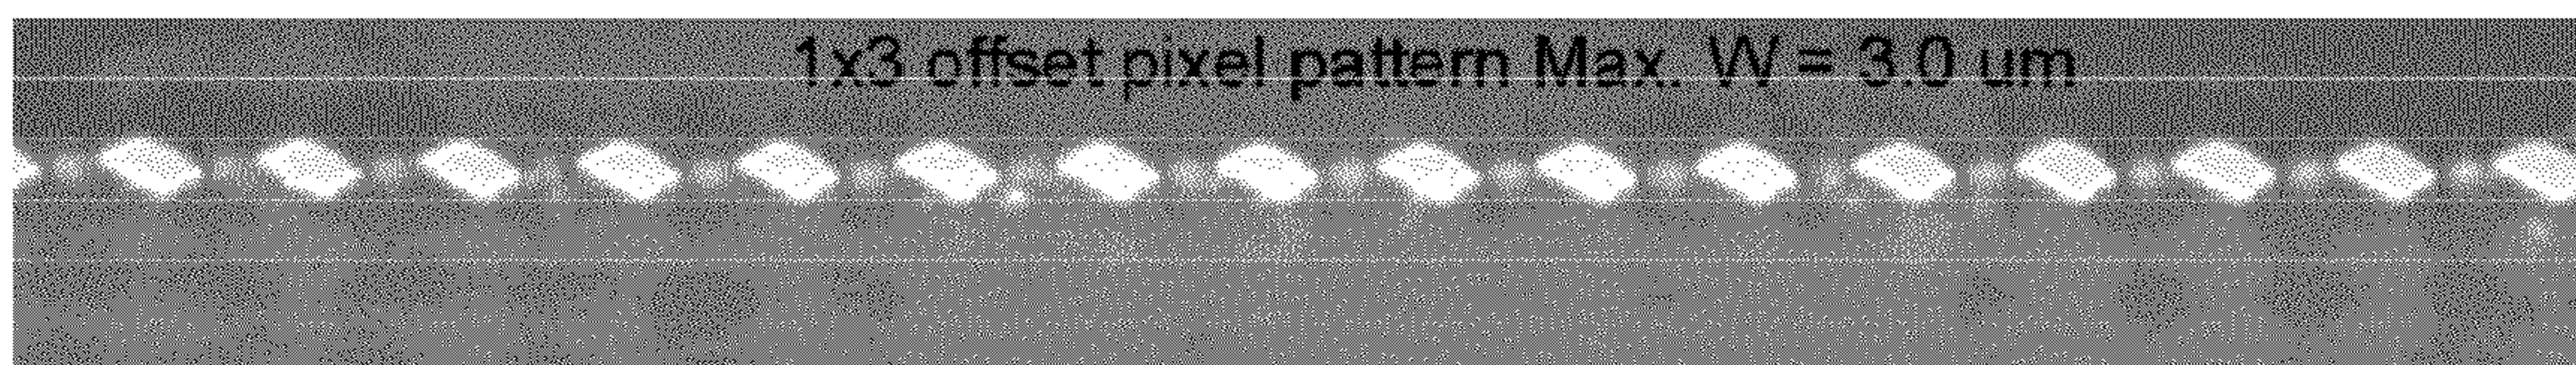 1x3 offset pixel pattern Max. W = 3.0 um